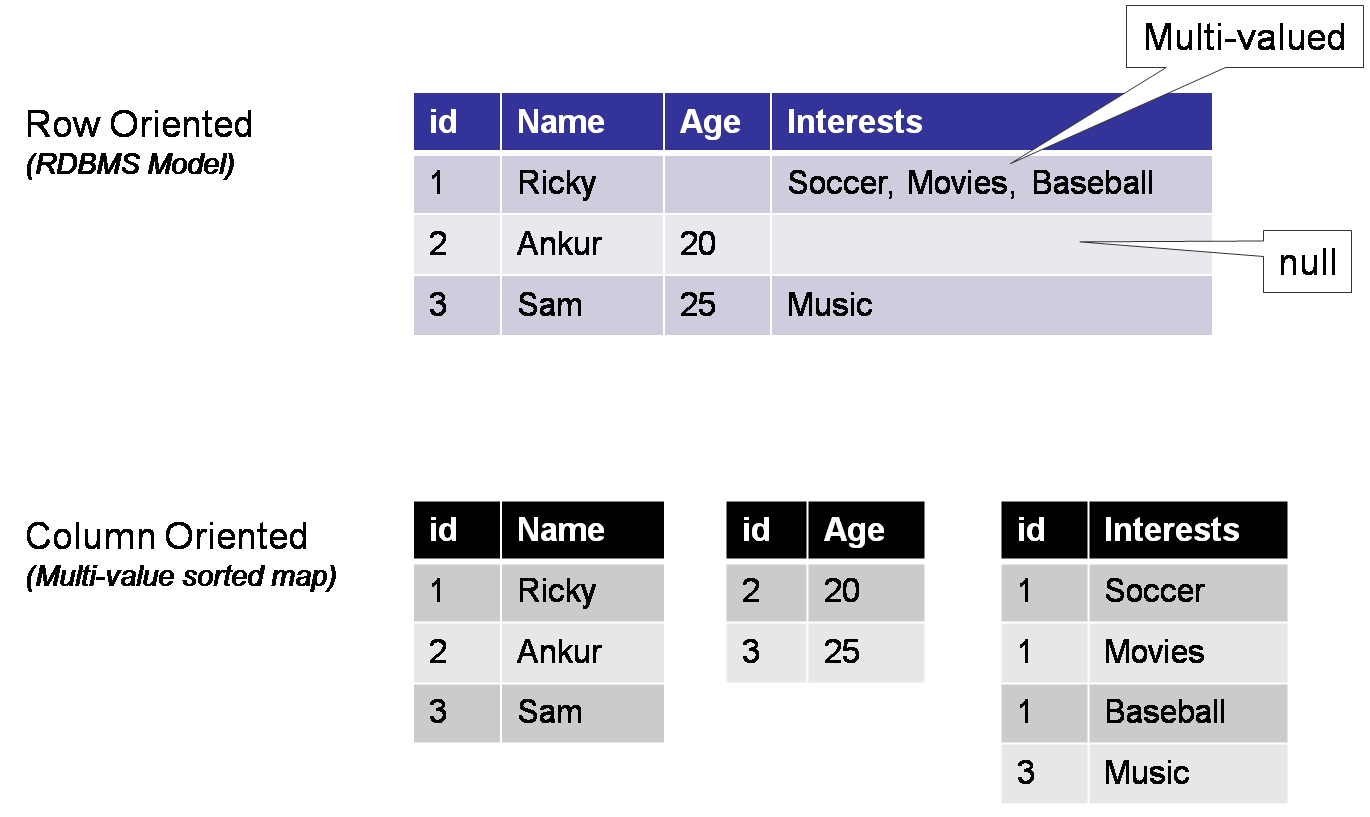 Multi-valued
Row Oriented
(RDBMS Model)
id Name Age Interests
1 Ricky Soccer, Movies, Baseball
2 Ankur 20
null
3 Sam 25 Music
Column Oriented
(Multi-value sorted map)
id Name
1 Ricky
2 Ankur
3 Sam
id Age
2 20
3 25
id Interests
1 Soccer
1 Movies
1 Baseball
3 Music